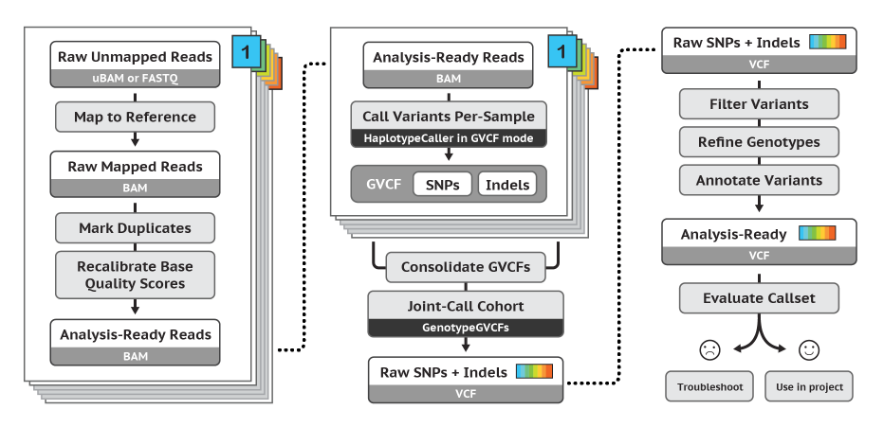 1
Raw Unmapped Reads
uBAM or FASTQ
Map to Reference
Raw Mapped Reads
BAM
Mark Duplicates
Recalibrate Base
Quality Scores
Analysis-Ready Reads
BAM
1
Analysis-Ready Reads
BAM
Call Variants Per-Sample
HaplotypeCaller in GVCF mode
GVCF SNPs Indels
Consolidate GVCFs
Joint-Call Cohort
GenotypeGVCFs
Raw SNPs + Indels
VCF
Raw SNPs + Indels
VCF
Filter Variants
Refine Genotypes
Annotate Variants
Analysis-Ready
VCF
Evaluate Callset
Troubleshoot
Use in project